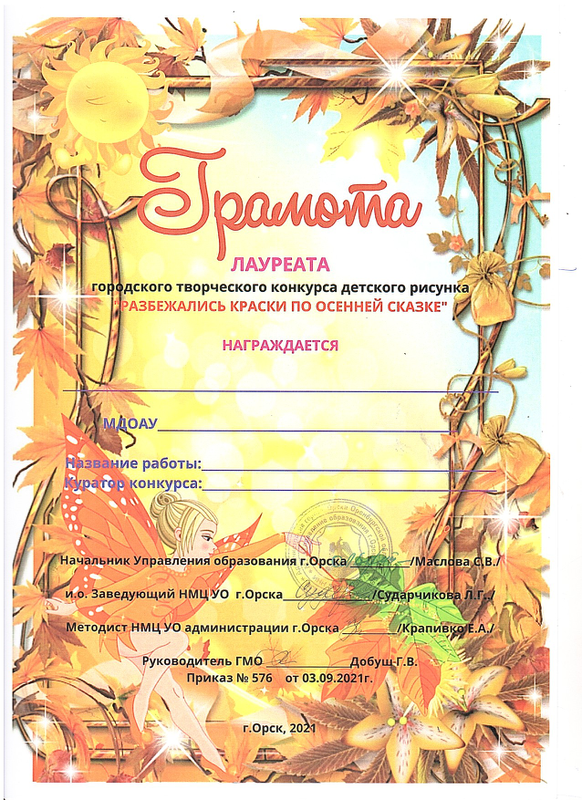 Грамота
ЛАУРЕАТА
городского творческого конкурса детского рисунка
"РАЗБЕЖАЛИСЬ КРАСКИ ПО ОСЕННЕЙ СКАЗКЕ"
НАГРАЖДАЕТСЯ
МДОАУ
Название работы:
Куратор конкурса:
Начальник Управления образования г.Орска /Маслова С.В./
и.о. Заведующий НМЦ УО г.Орска /Сударчикова Л.Г../
Методист НМЦ УО администрации г.Орска /Крапивко Е.А./
Руководитель ГМО Добуш Г.В.
Приказ № 576 от 03.09.2021г.
г.Орск, 2021